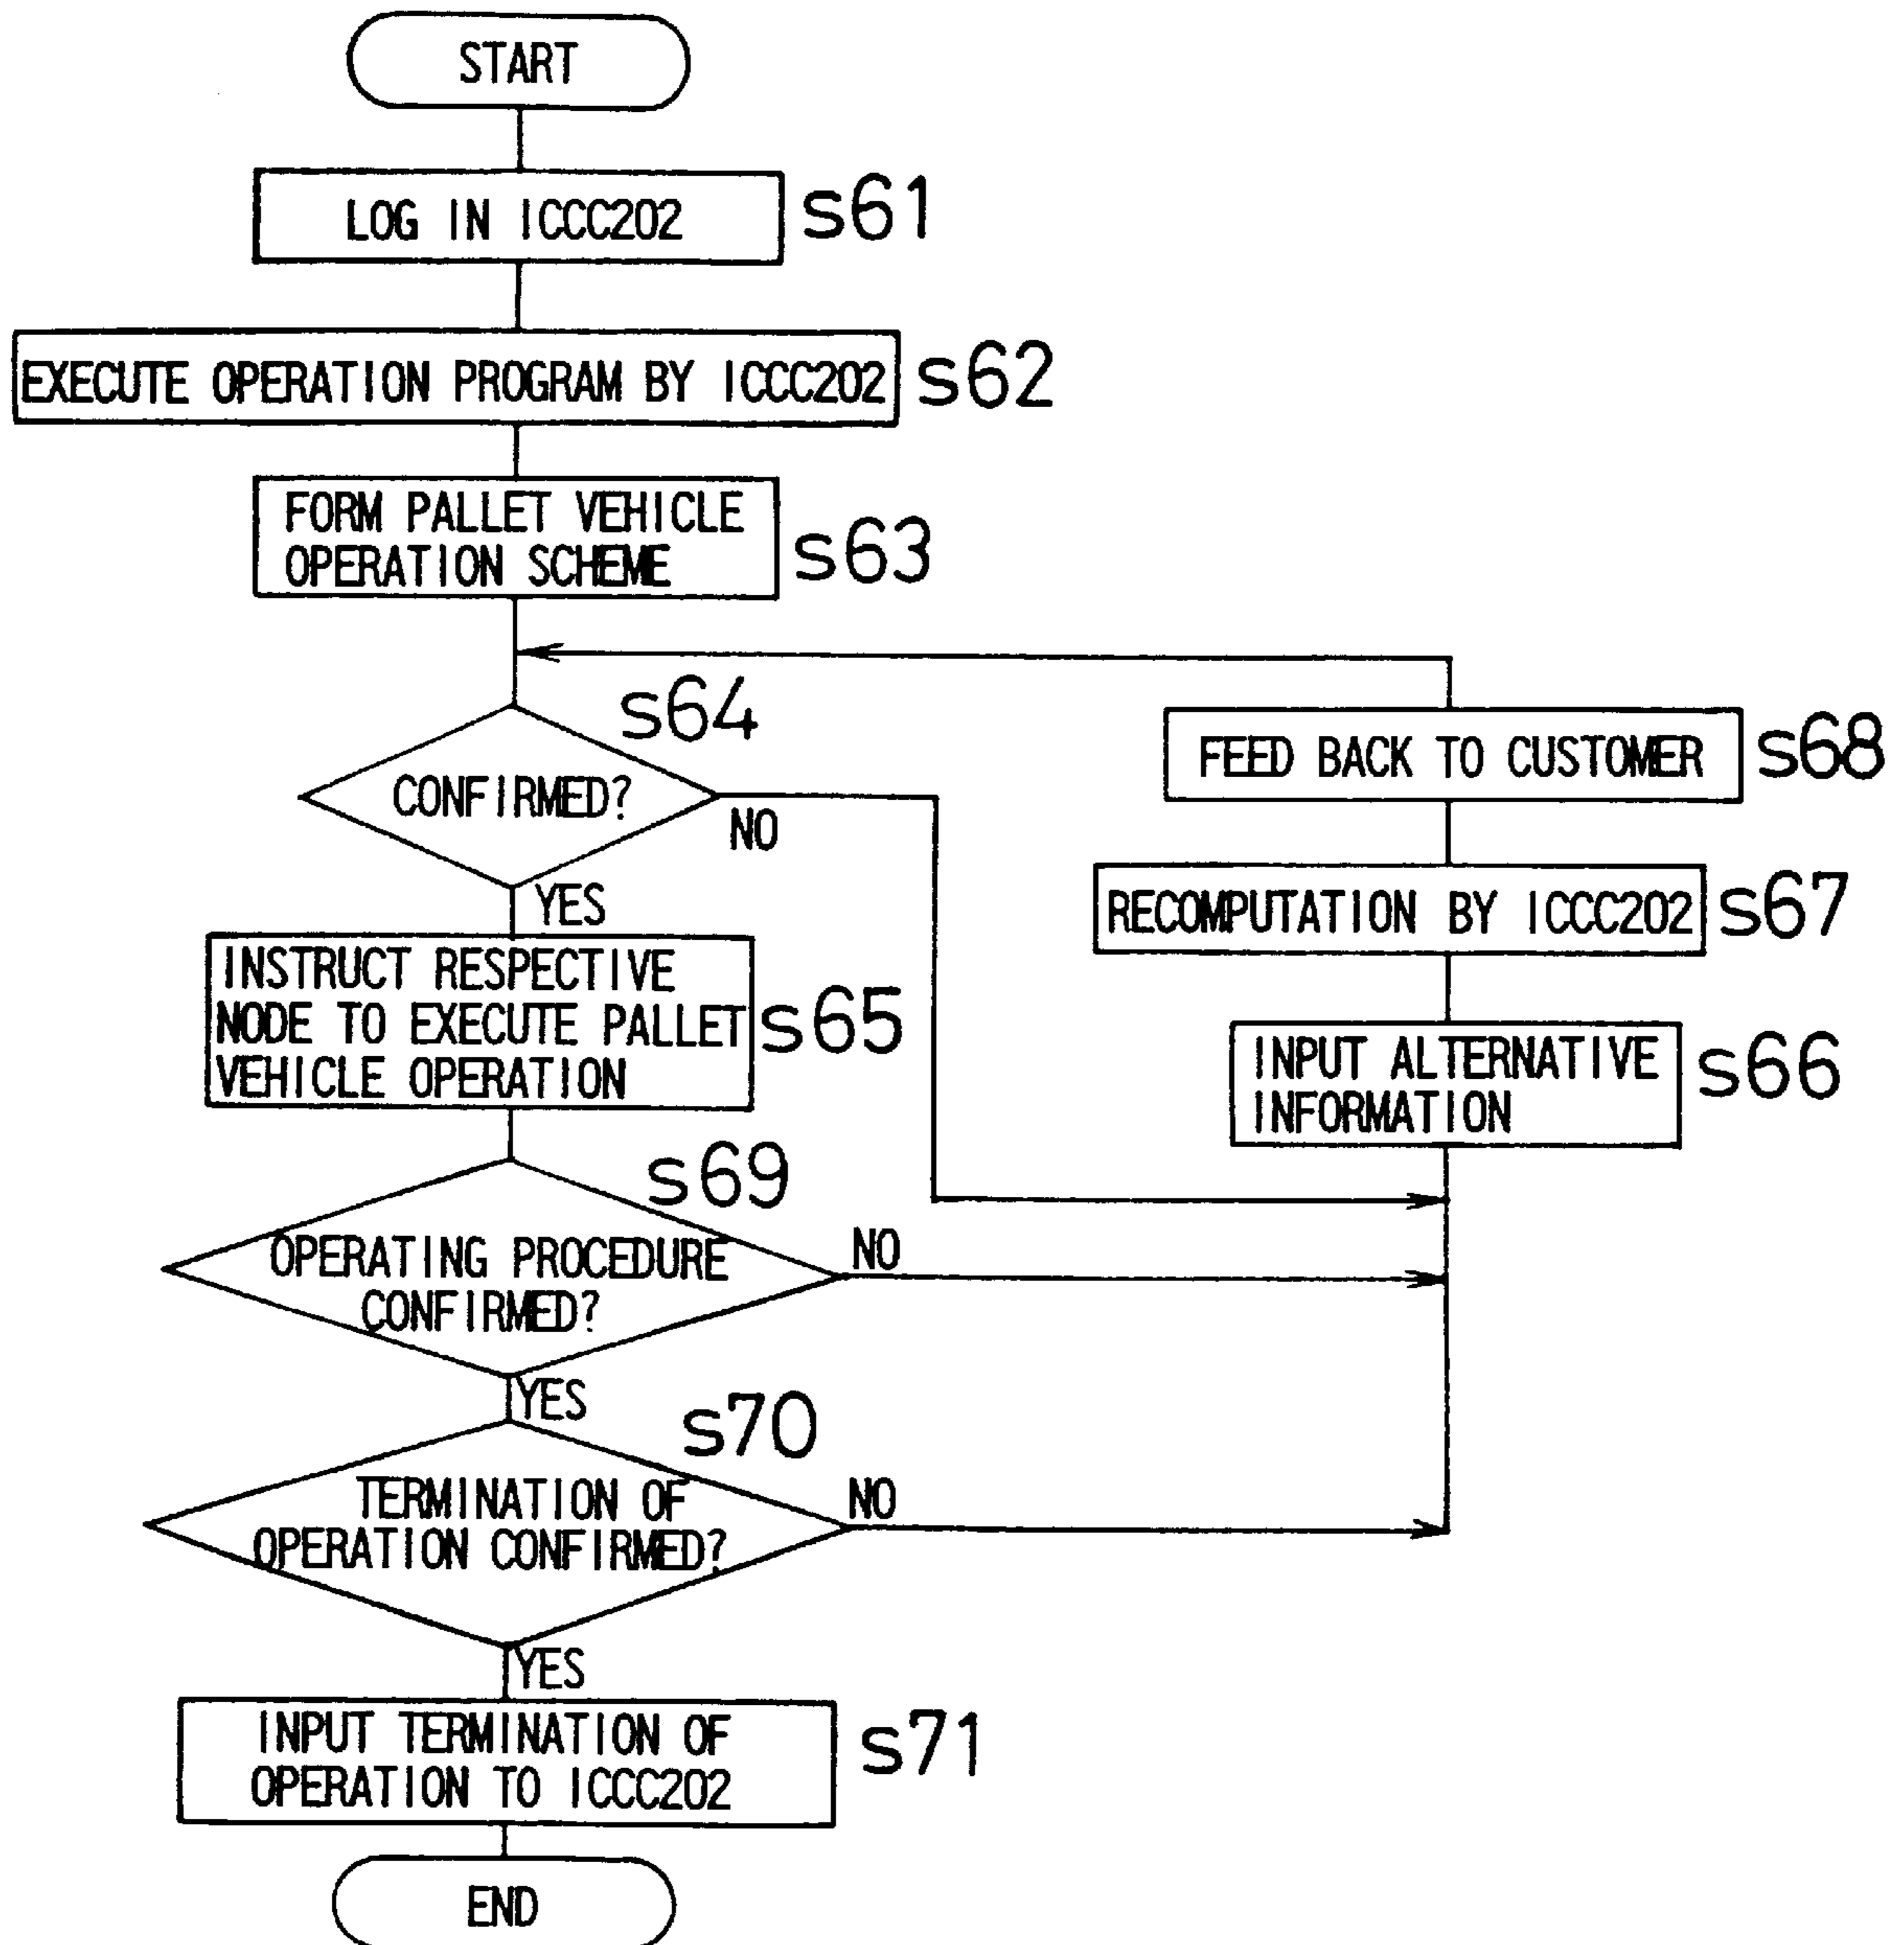 START
LOG IN ICCC202
s61
EXECUTE OPERATION PROGRAM BY ICCC202
s62
FORM PALLET VEHICLE
OPERATION SCHEME
s63
s64
CONFIRMED?
NO
YES
FEED BACK TO CUSTOMER
s68
RECOMPUTATION BY ICCC202
s67
INPUT ALTERNATIVE
INFORMATION
s66
INSTRUCT RESPECTIVE
NODE TO EXECUTE PALLET
VEHICLE OPERATION
s65
s69
OPERATING PROCEDURE
CONFIRMED?
NO
YES
s70
TERMINATION OF
OPERATION CONFIRMED?
NO
YES
INPUT TERMINATION OF
OPERATION TO ICCC202
s71
END